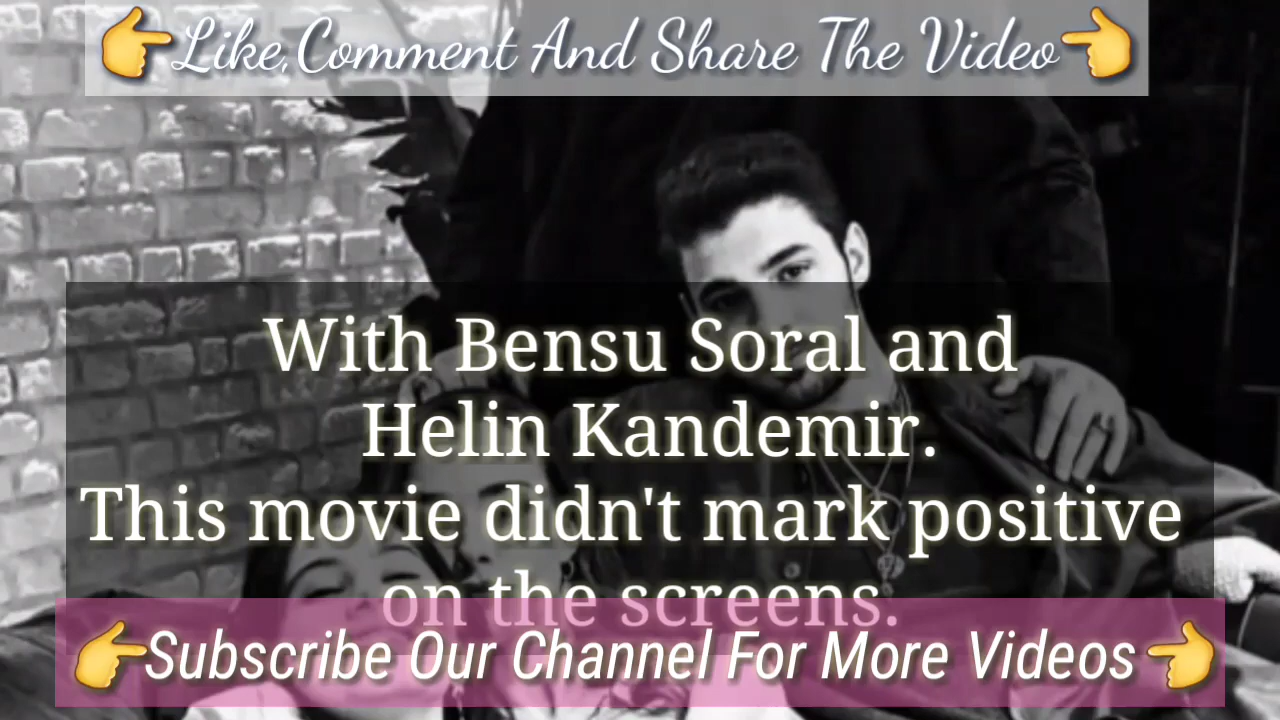 👉Like,Comment And Share The Video👈
With Bensu Soral and
Helin Kandemir.
This movie didn't mark positive
on the screens.
👉Subscribe Our Channel For More Videos👈